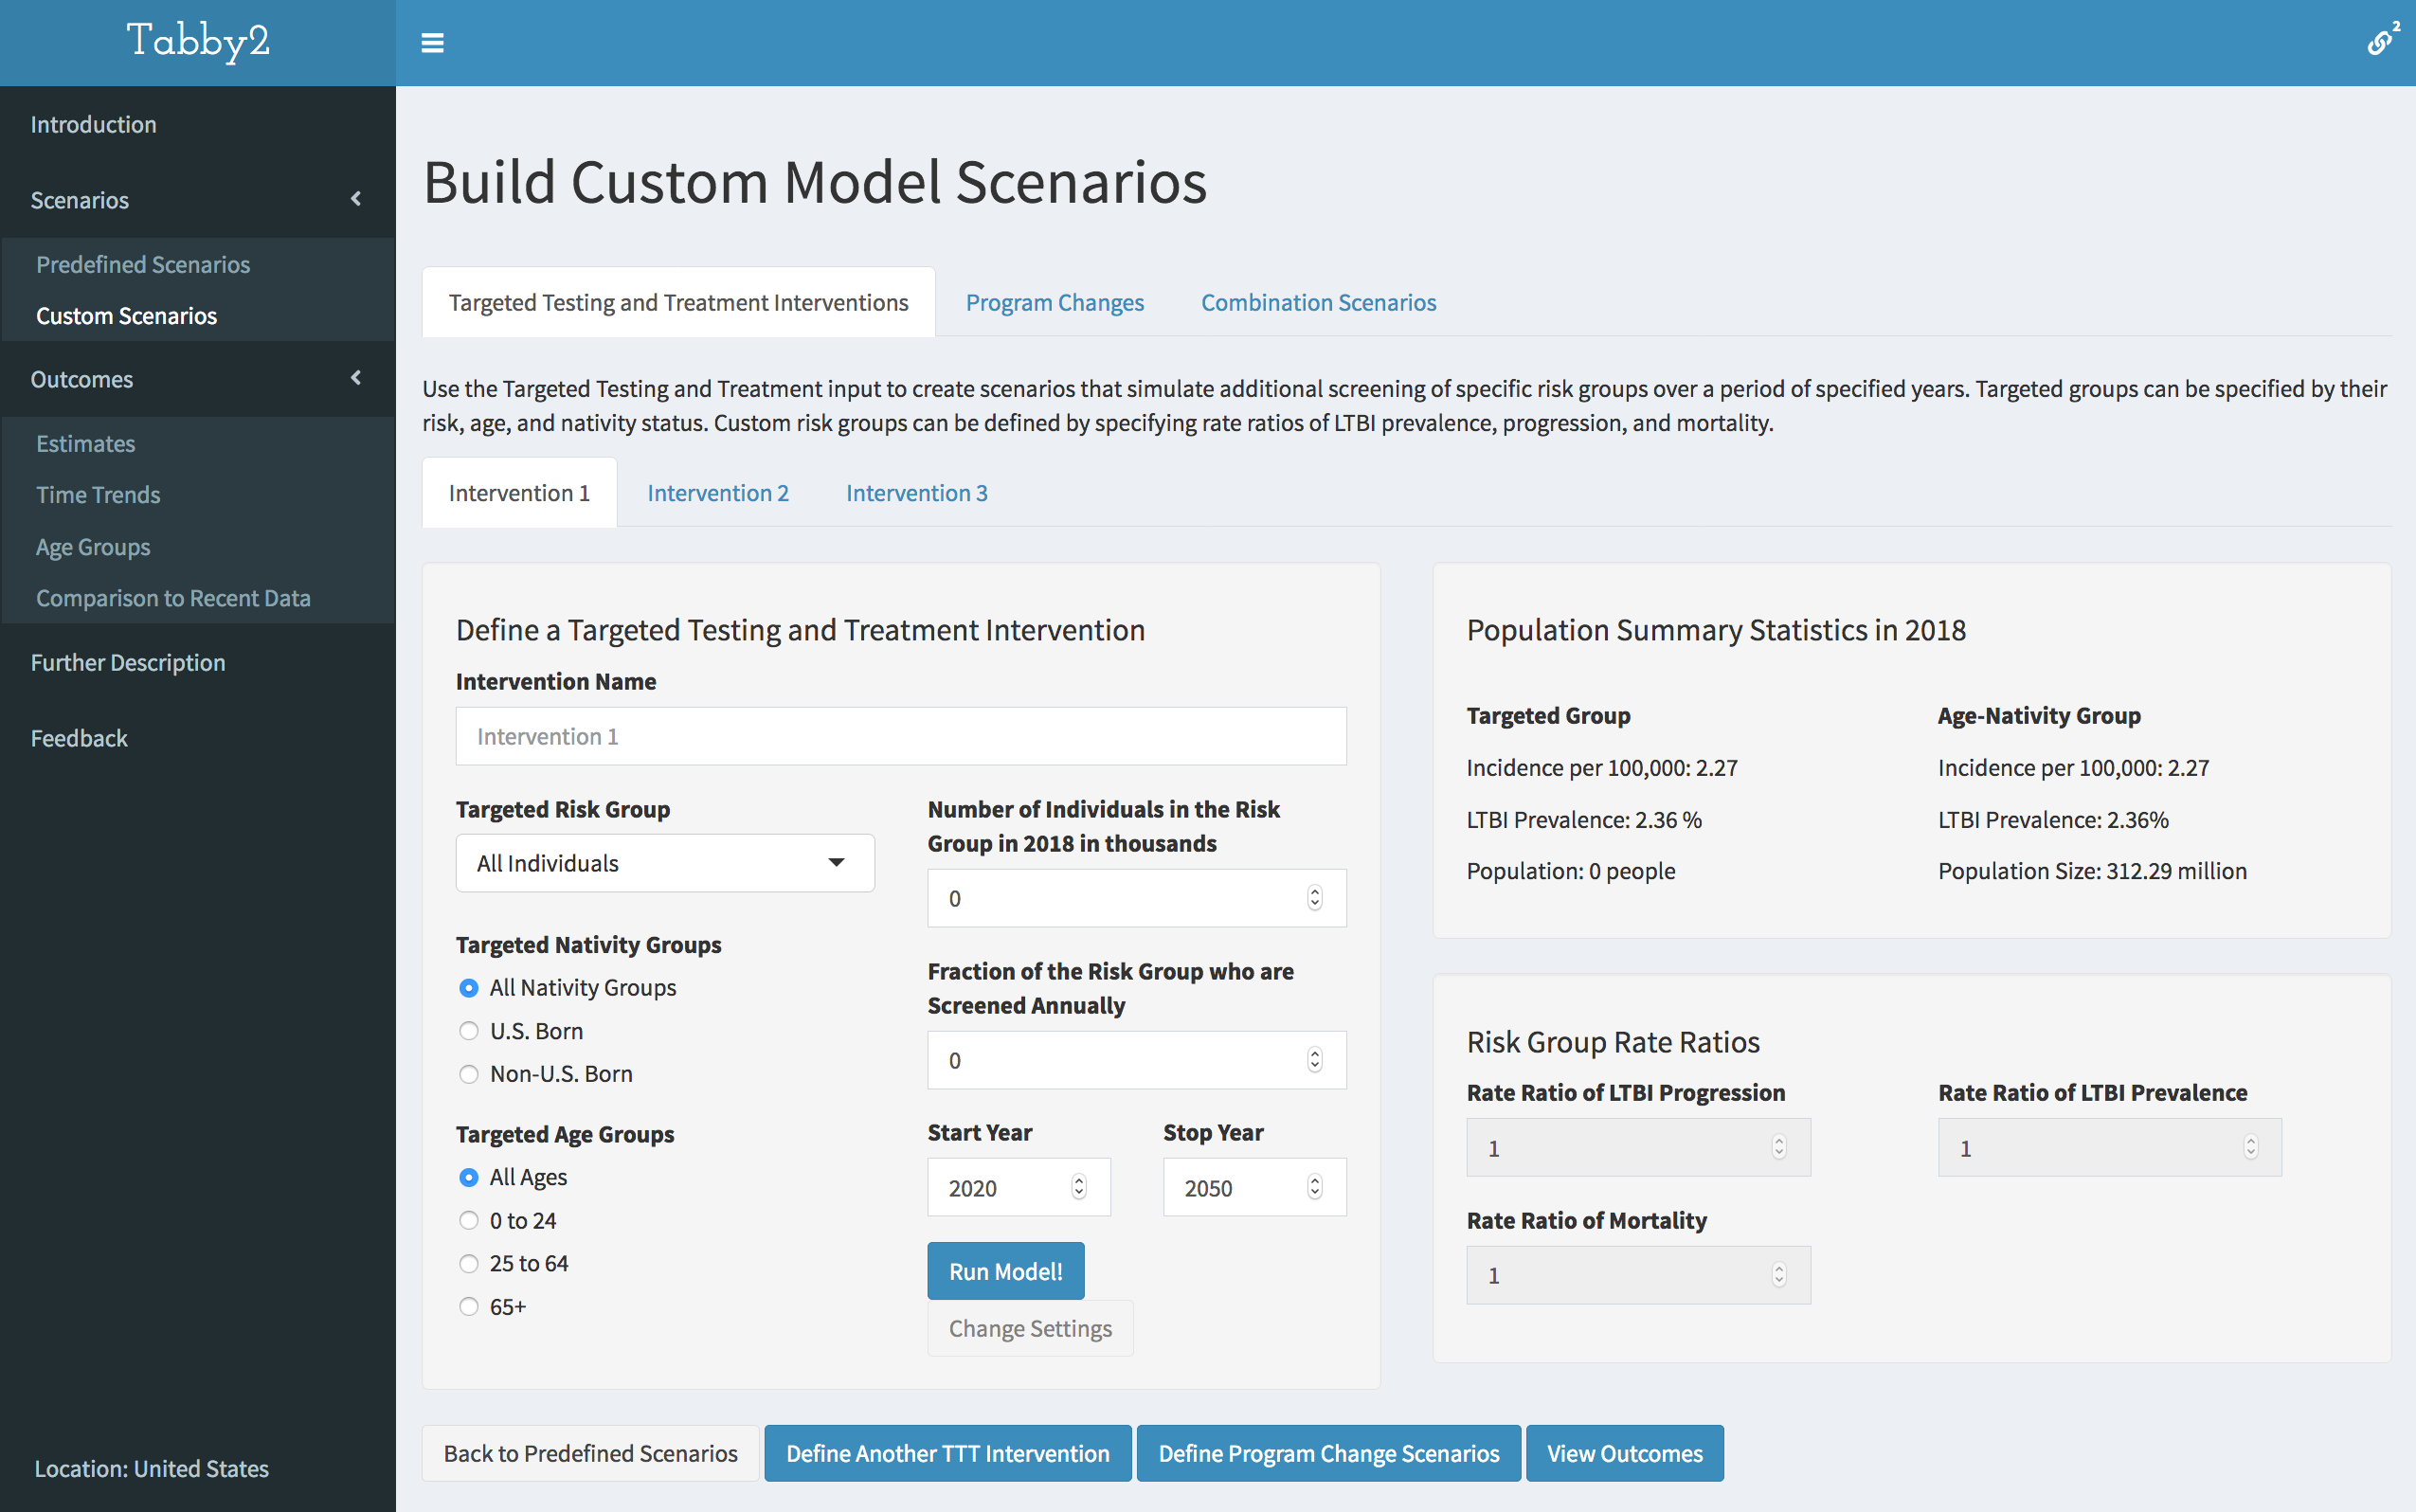 Tabby2
2
Introduction
Scenarios
Predefined Scenarios
Custom Scenarios
Outcomes
Estimates
Time Trends
Age Groups
Comparison to Recent Data
Further Description
Feedback
Location: United States
Build Custom Model Scenarios
Targeted Testing and Treatment Interventions
Program Changes
Combination Scenarios
Use the Targeted Testing and Treatment input to create scenarios that simulate additional screening of specific risk groups over a period of specified years. Targeted groups can be specified by their
risk, age, and nativity status. Custom risk groups can be defined by specifying rate ratios of LTBI prevalence, progression, and mortality.
Intervention 1
Intervention 2
Intervention 3
Define a Targeted Testing and Treatment Intervention
Intervention Name
Intervention 1
Targeted Risk Group
All Individuals
Targeted Nativity Groups
All Nativity Groups
U.S. Born
Non-U.S. Born
Targeted Age Groups
All Ages
0 to 24
25 to 64
65+
Number of Individuals in the Risk
Group in 2018 in thousands
0
Fraction of the Risk Group who are
Screened Annually
0
Start Year
2020
Stop Year
2050
Run Model!
Change Settings
Population Summary Statistics in 2018
Targeted Group
Incidence per 100,000: 2.27
LTBI Prevalence: 2.36 %
Population: 0 people
Age-Nativity Group
Incidence per 100,000: 2.27
LTBI Prevalence: 2.36%
Population Size: 312.29 million
Risk Group Rate Ratios
Rate Ratio of LTBI Progression
1
Rate Ratio of LTBI Prevalence
1
Rate Ratio of Mortality
1
Back to Predefined Scenarios
Define Another TTT Intervention
Define Program Change Scenarios
View Outcomes